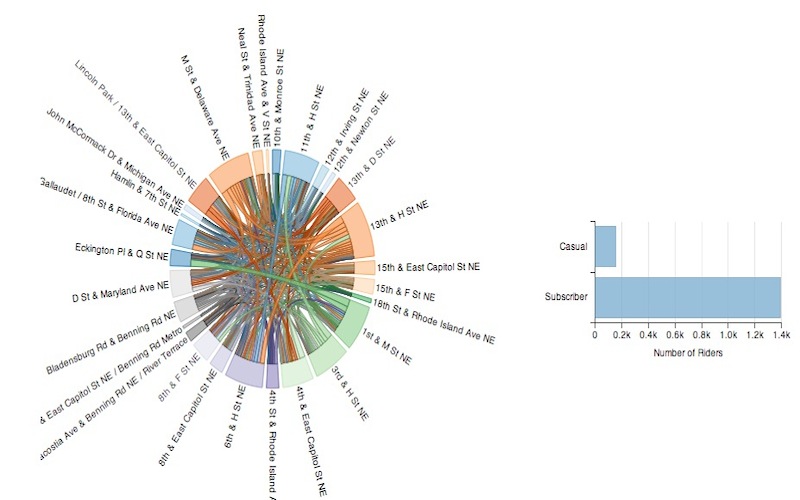 10th & Monroe St NE
11th & H St NE
12th & Irving St NE
12th & Newton St NE
13th & D St NE
13th & H St NE
15th & East Capitol St NE
15th & F St NE
18th St & Rhode Island Ave NE
1st & M St NE
3rd & H St NE
4th & East Capitol St NE
4th St & Rhode Island
6th & H St NE
8th & East Capitol St NE
8th & F St NE
Ave & Benning Rd NE / River Terrace
& East Capitol St NE / Benning Rd Metro
Bladensburg Rd & Benning Rd NE
D St & Maryland Ave NE
Eckington Pl & Q St NE
Gallaudet / 8th St & Florida Ave NE
Hamlin & 7th St NE
John McCormack Dr & Michigan Ave NE
Lincoln Park / 13th & East Capitol St NE
M St & Delaware Ave NE
Neal St & Trinidad Ave NE
Rhode Island Ave & V St NE
Casual
Subscriber
0 0.2k 0.4k 0.6k 0.8k 1.0k 1.2k 1.4k
Number of Riders